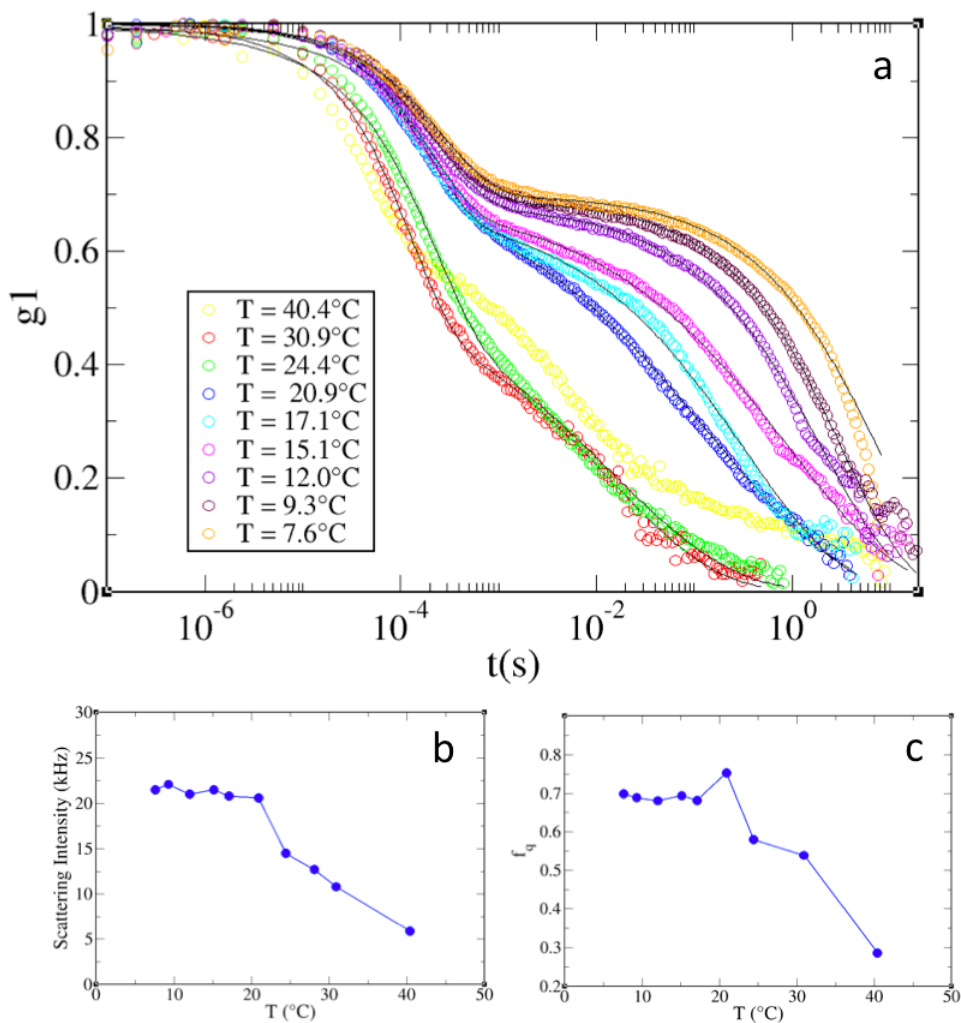 a
1
0.8
0.6
0.4
0.2
0
g1
T = 40.4°C
T = 30.9°C
T = 24.4°C
T = 20.9°C
T = 17.1°C
T = 15.1°C
T = 12.0°C
T = 9.3°C
T = 7.6°C
10-6 10-4 10-2 100
t(s)
b
30
25
20
15
10
5
0
Scattering Intensity (kHz)
0 10 20 30 40 50
T (°C)
c
0.8
0.7
0.6
0.5
0.4
0.3
0.2
fq
0 10 20 30 40 50
T (°C)